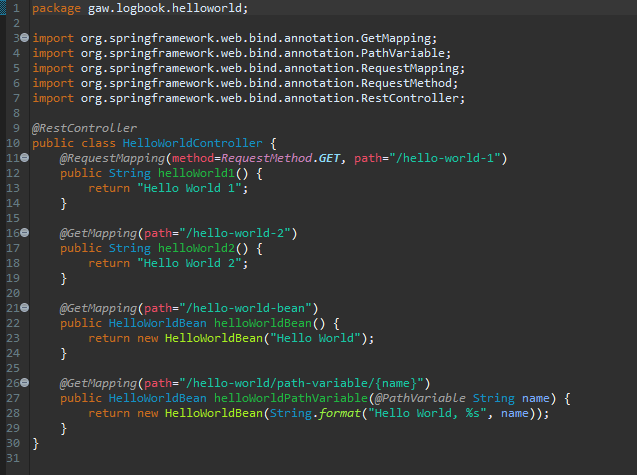 1 package gaw.logbook.helloworld;
2
3 import org.springframework.web.bind.annotation.GetMapping;
4 import org.springframework.web.bind.annotation.PathVariable;
5 import org.springframework.web.bind.annotation.RequestMapping;
6 import org.springframework.web.bind.annotation.RequestMethod;
7 import org.springframework.web.bind.annotation.RestController;
8
9 @RestController
10 public class HelloWorldController {
11     @RequestMapping(method=RequestMethod.GET, path="/hello-world-1")
12     public String helloWorld1() {
13         return "Hello World 1";
14     }
15
16     @GetMapping(path="/hello-world-2")
17     public String helloWorld2() {
18         return "Hello World 2";
19     }
20
21     @GetMapping(path="/hello-world-bean")
22     public HelloWorldBean helloWorldBean() {
23         return new HelloWorldBean("Hello World");
24     }
25
26     @GetMapping(path="/hello-world/path-variable/{name}")
27     public HelloWorldBean helloWorldPathVariable(@PathVariable String name) {
28         return new HelloWorldBean(String.format("Hello World, %s", name));
29     }
30 }
31